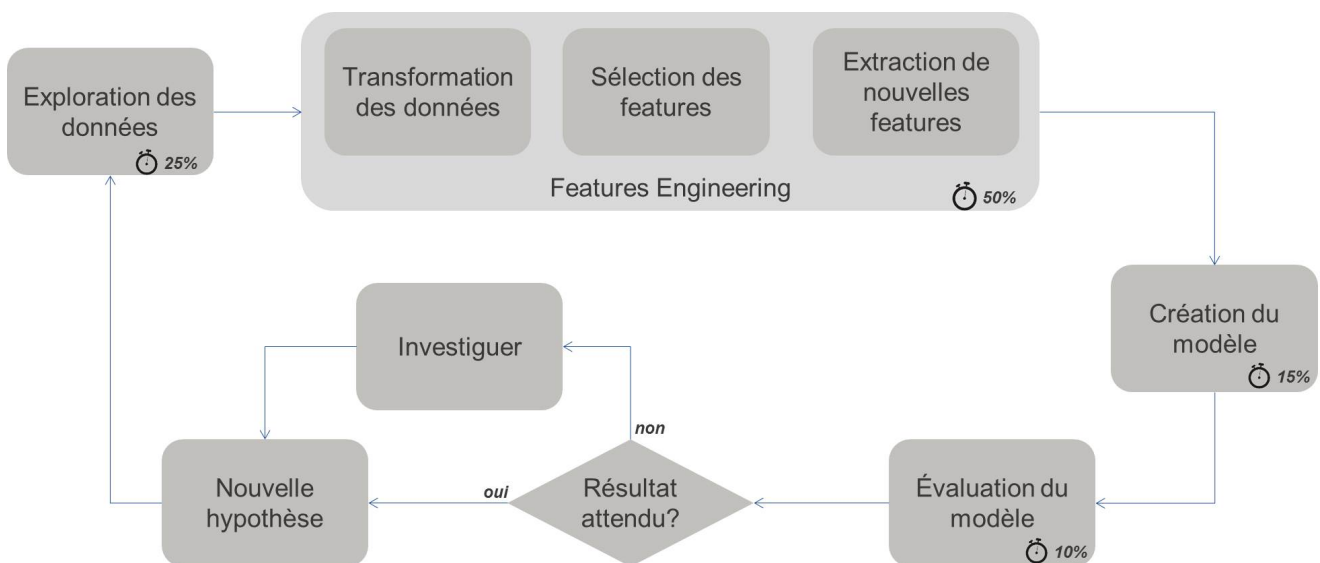 Exploration des
données
25%
Transformation
des données
Sélection des
features
Extraction de
nouvelles
features
Features Engineering
50%
Création du
modèle
15%
Évaluation du
modèle
10%
Résultat
attendu?
non
oui
Investiguer
Nouvelle
hypothèse